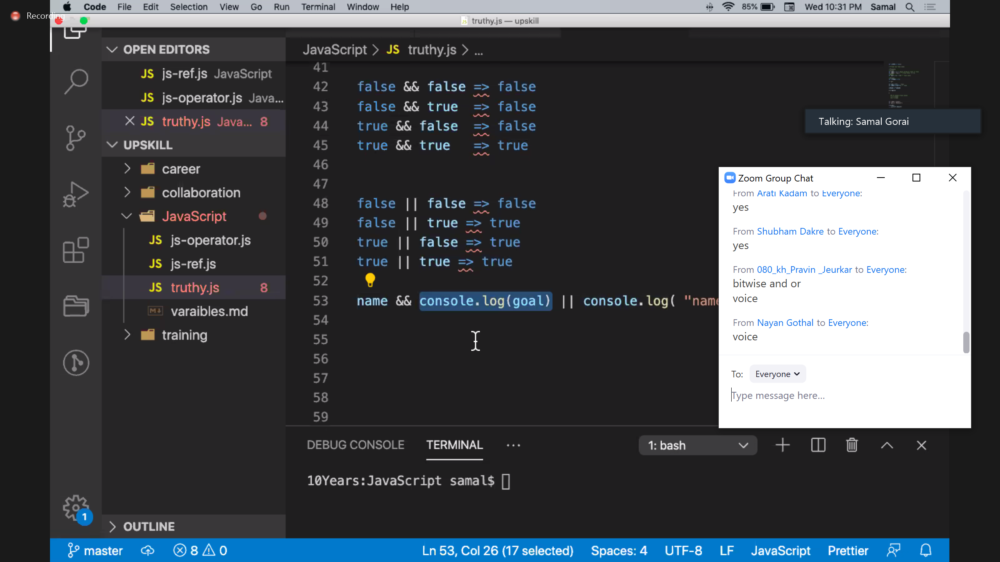 Code File Edit Selection View Go Run Terminal Window Help 85% Wed 10:31 PM Samal
Recording
truthy.js — upskill
OPEN EDITORS
js-ref.js JavaScript
js-operator.js Java...
truthy.js Java... 8
UPSKILL
career
collaboration
JavaScript
js-operator.js
js-ref.js
truthy.js 8
varaibles.md
training
OUTLINE
JavaScript > JS truthy.js > ...
41
42 false && false => false
43 false && true => false
44 true && false => false
45 true && true => true
46
47
48 false || false => false
49 false || true => true
50 true || false => true
51 true || true => true
52
53 name && console.log(goal) || console.log( "name
54
55
56
57
58
59
Talking: Samal Gorai
Zoom Group Chat
From Arati Kadam to Everyone:
yes
From Shubham Dakre to Everyone:
yes
From 080_kh_Pravin _Jeurkar to Everyone:
bitwise and or
voice
From Nayan Gothal to Everyone:
voice
To: Everyone
Type message here...
DEBUG CONSOLE TERMINAL ... 1: bash
10Years:JavaScript samal$
1
master 8 0 Ln 53, Col 26 (17 selected) Spaces: 4 UTF-8 LF JavaScript Prettier